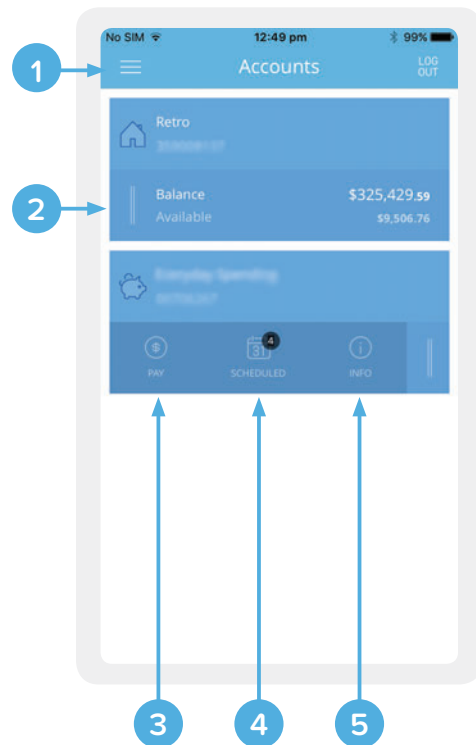 No SIM 12:49 pm 99%
1
Accounts
LOG
OUT
Retro
2
Balance $325,429.59
Available $9,506.76
4
31
PAY SCHEDULED INFO
3 4 5